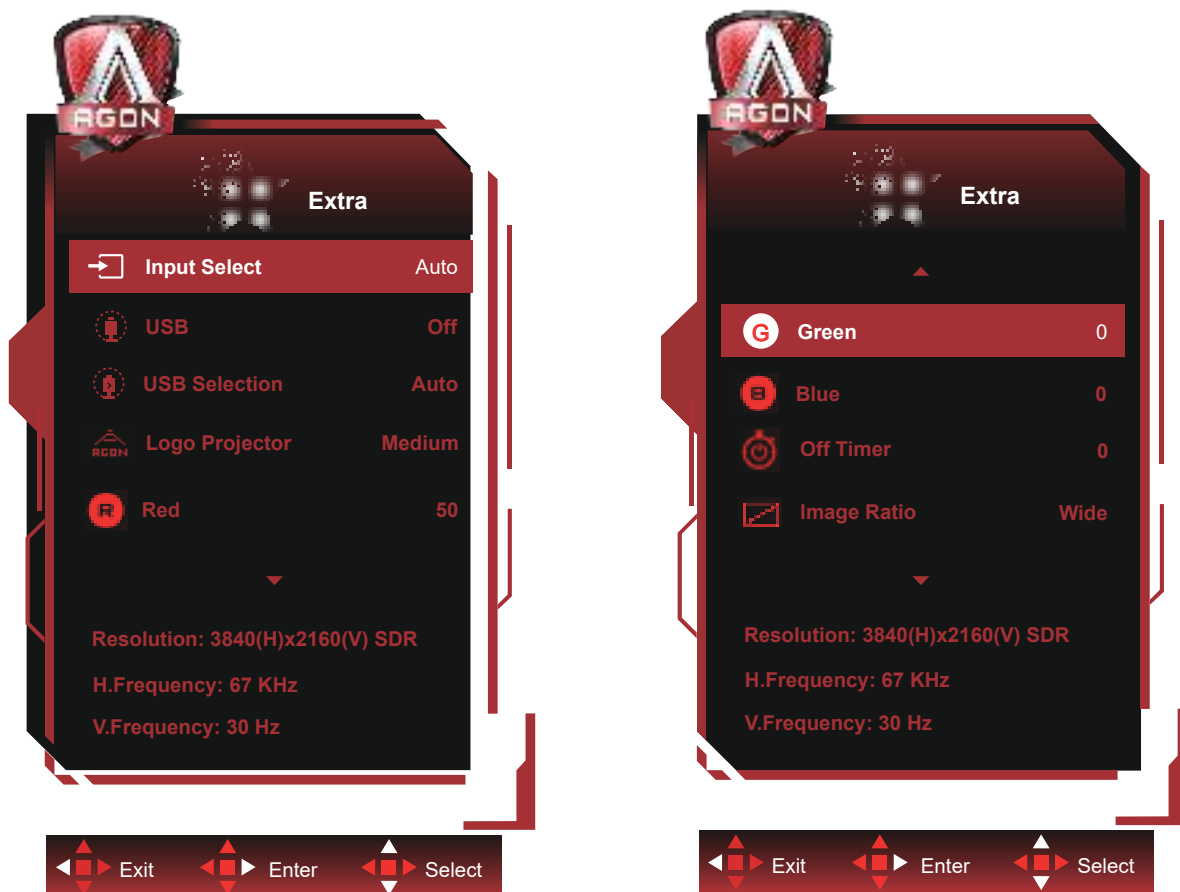 AGON
Extra
Input Select Auto
USB Off
USB Selection Auto
AGON
Logo Projector Medium
R
Red 50
Resolution: 3840(H)x2160(V) SDR
H.Frequency: 67 KHz
V.Frequency: 30 Hz
Exit Enter Select
AGON
Extra
G
Green 0
B
Blue 0
Off Timer 0
Image Ratio Wide
Resolution: 3840(H)x2160(V) SDR
H.Frequency: 67 KHz
V.Frequency: 30 Hz
Exit Enter Select